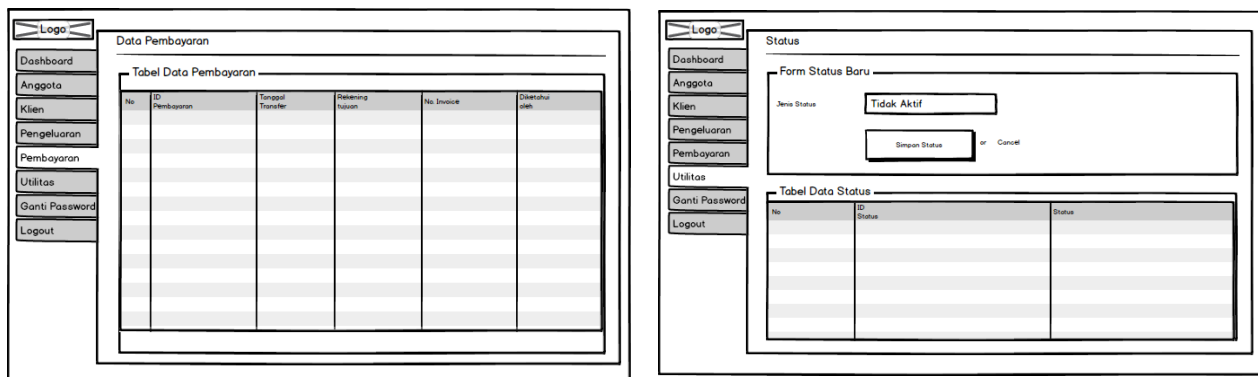 Logo
Dashboard
Anggota
Klien
Pengeluaran
Pembayaran
Utilitas
Ganti Password
Logout
Data Pembayaran
Tabel Data Pembayaran
No
ID
Pembayaran
Tanggal
Transfer
Rekening
tujuan
No. Invoice
Diketahui
oleh
Logo
Dashboard
Anggota
Klien
Pengeluaran
Pembayaran
Utilitas
Ganti Password
Logout
Status
Form Status Baru
Jenis Status
Tidak Aktif
Simpan Status
or Cancel
Tabel Data Status
No
ID
Status
Status